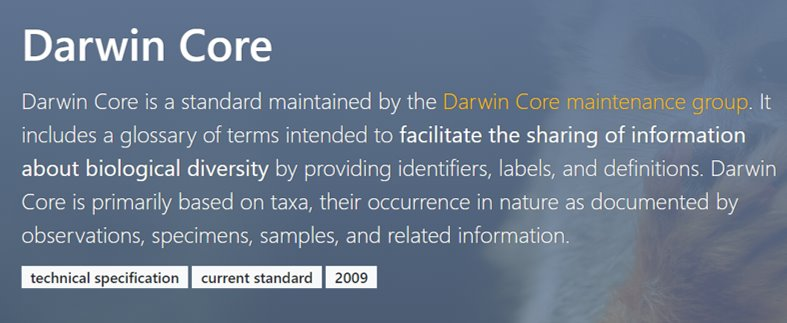 Darwin Core
Darwin Core is a standard maintained by the Darwin Core maintenance group. It
includes a glossary of terms intended to facilitate the sharing of information
about biological diversity by providing identifiers, labels, and definitions. Darwin
Core is primarily based on taxa, their occurrence in nature as documented by
observations, specimens, samples, and related information.
technical specification current standard 2009